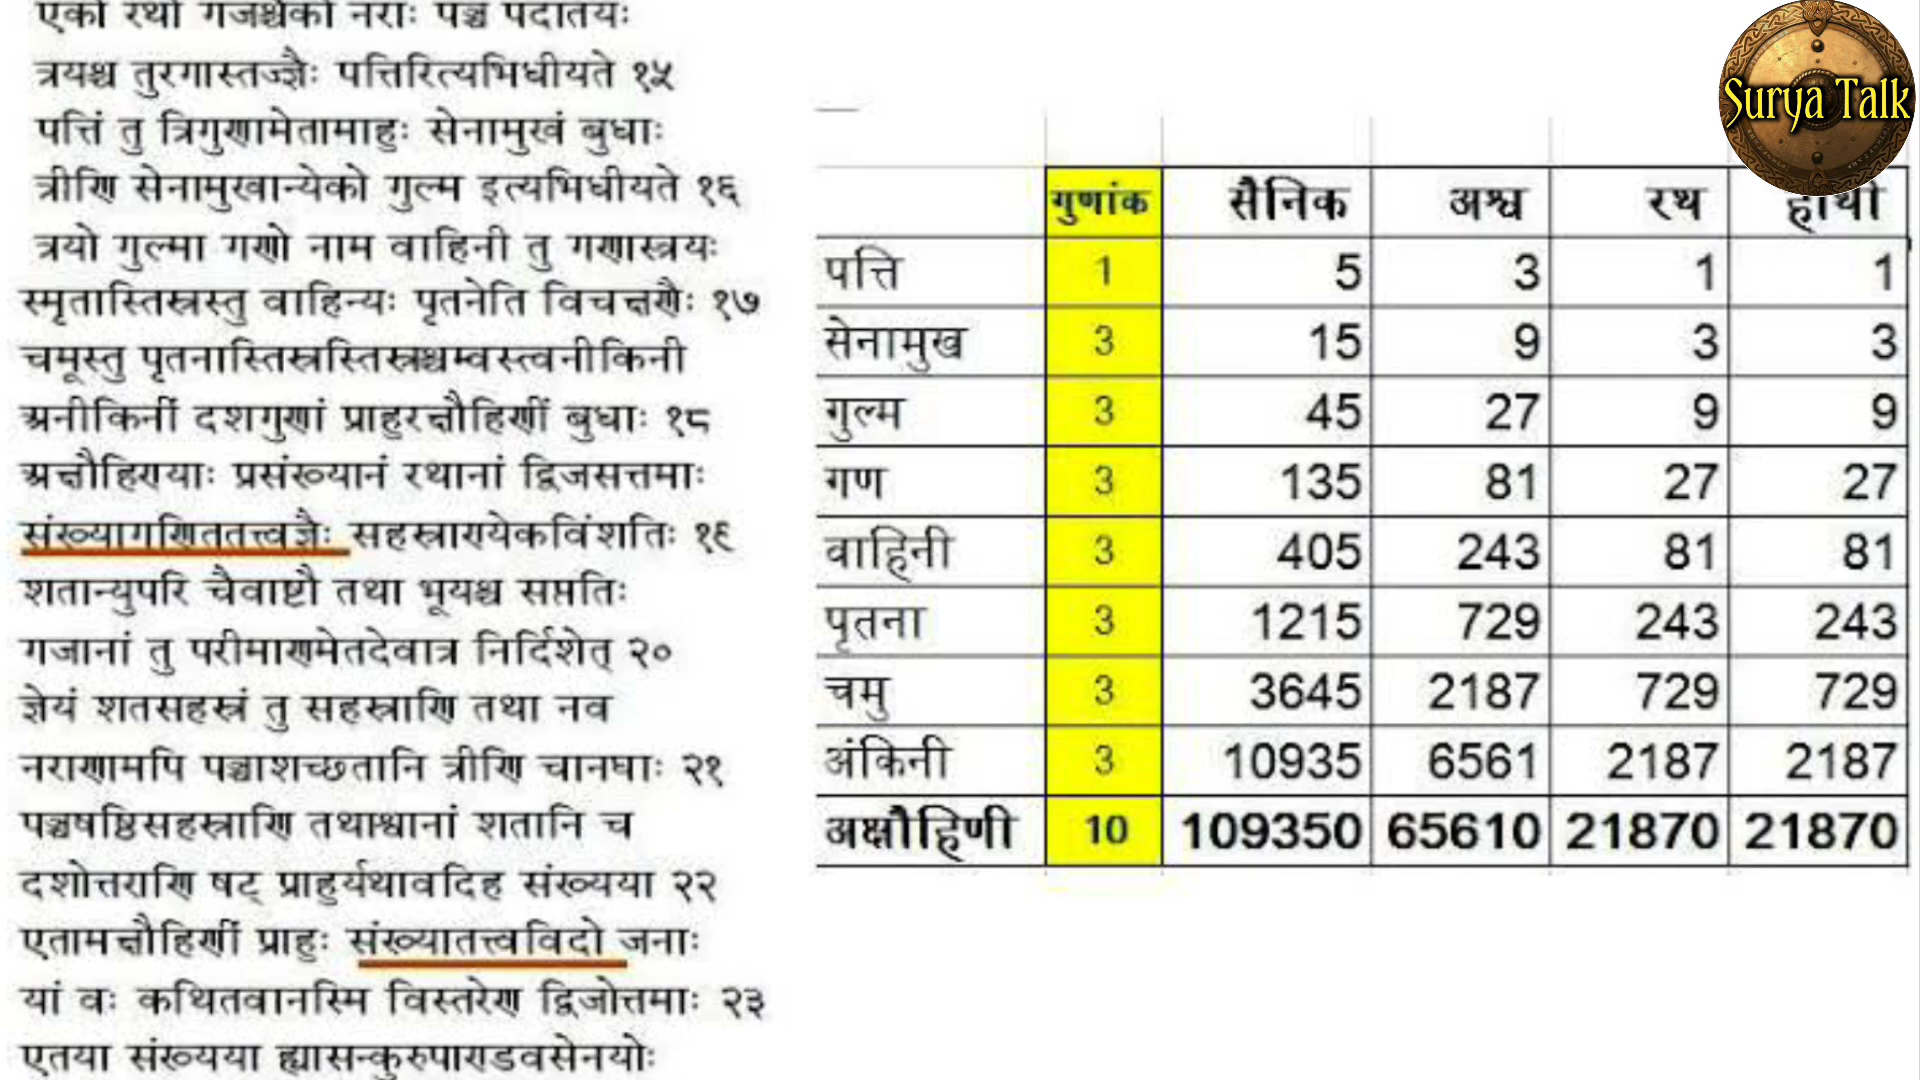 एको रथो गजश्चैको नराः पञ्च पदातयः
त्रयश्च तुरगास्तज्ज्ञैः पत्तिरित्यभिधीयते १५
पत्तिं तु त्रिगुणामेतामाहुः सेनामुखं बुधाः
त्रीणि सेनामुखान्येको गुल्म इत्यभिधीयते १६
त्रयो गुल्मा गणो नाम वाहिनी तु गणास्त्रयः
स्मृतास्तिस्रस्तु वाहिन्यः पृतनेति विचक्षणैः १७
चमूस्तु पृतनास्तिस्रस्तिस्रश्चम्वस्त्वनीकिनी
अनीकिनीं दशगुणां प्राहुरक्षौहिणीं बुधाः १८
अक्षौहिण्याः प्रसंख्यानं रथानां द्विजसत्तमाः
संख्यागणिततत्त्वज्ञैः सहस्राण्येकविंशतिः १९
शतान्युपरि चैवाष्टौ तथा भूयश्च सप्ततिः
गजानां तु परीमाणमेतदेवात्र निर्दिशेत् २०
ज्ञेयं शतसहस्रं तु सहस्राणि तथा नव
नराणामपि पञ्चाशच्छतानि त्रीणि चानघाः २१
पञ्चषष्ठिसहस्राणि तथाश्वानां शतानि च
दशोत्तराणि षट् प्राहुर्यथावदिह संख्यया २२
एतामक्षौहिणीं प्राहुः संख्यातत्त्वविदो जनाः
यां वः कथितवानस्मि विस्तरेण द्विजोत्तमाः २३
एतया संख्यया ह्यासन्कुरुपाण्डवसेनयोः
Surya Talk
गुणांक सैनिक अश्व रथ हाथी
पत्ति 1 5 3 1 1
सेनामुख 3 15 9 3 3
गुल्म 3 45 27 9 9
गण 3 135 81 27 27
वाहिनी 3 405 243 81 81
पृतना 3 1215 729 243 243
चमु 3 3645 2187 729 729
अंकिनी 3 10935 6561 2187 2187
अक्षौहिणी 10 109350 65610 21870 21870